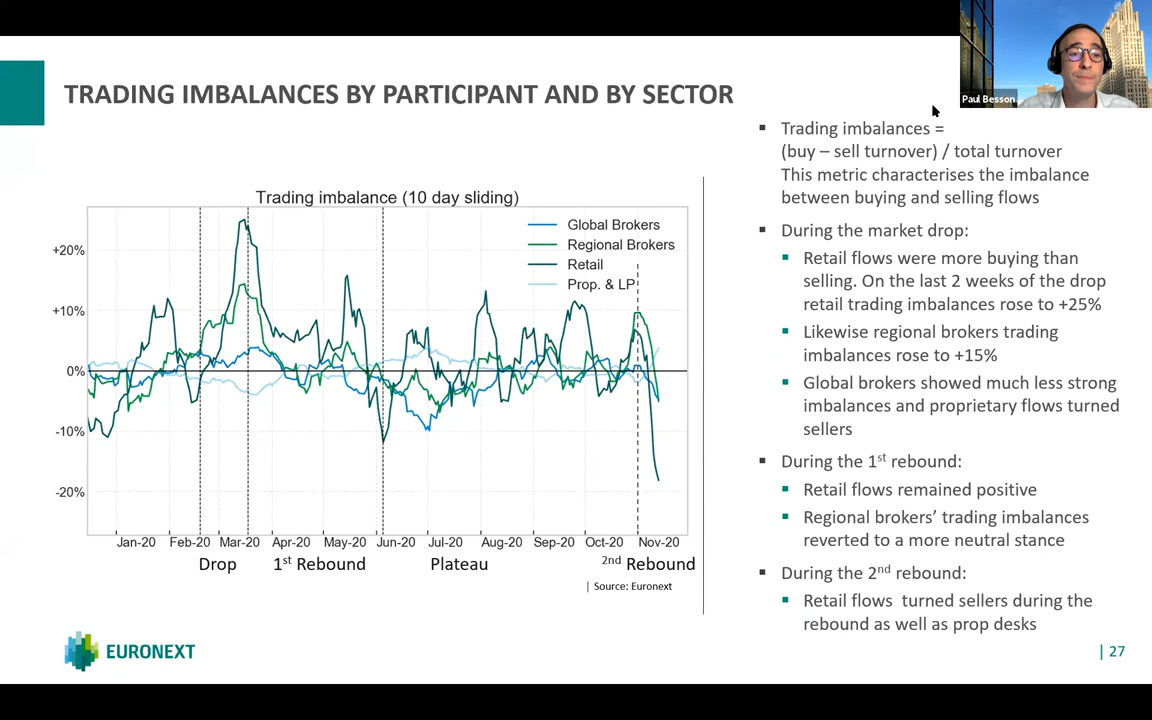 Paul Besson
TRADING IMBALANCES BY PARTICIPANT AND BY SECTOR
Trading imbalance (10 day sliding)
Global Brokers
Regional Brokers
Retail
Prop. & LP
+20%
+10%
0%
-10%
-20%
Jan-20 Feb-20 Mar-20 Apr-20 May-20 Jun-20 Jul-20 Aug-20 Sep-20 Oct-20 Nov-20
Drop 1st Rebound Plateau 2nd Rebound
| Source: Euronext
Trading imbalances =
(buy – sell turnover) / total turnover
This metric characterises the imbalance
between buying and selling flows
During the market drop:
Retail flows were more buying than
selling. On the last 2 weeks of the drop
retail trading imbalances rose to +25%
Likewise regional brokers trading
imbalances rose to +15%
Global brokers showed much less strong
imbalances and proprietary flows turned
sellers
During the 1st rebound:
Retail flows remained positive
Regional brokers’ trading imbalances
reverted to a more neutral stance
During the 2nd rebound:
Retail flows turned sellers during the
rebound as well as prop desks
EURONEXT
| 27